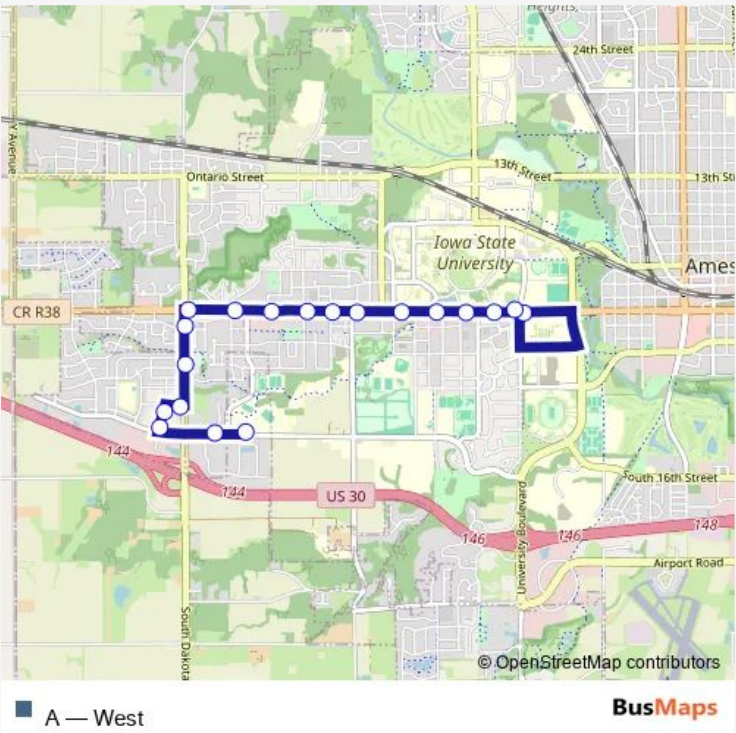 Heights,
24th Street
Y Avenue
Ontario Street
13th Street
13th St
Iowa State
University
Ames
CR R38
144
144
US 30
146
146
148
South 16th Street
University Boulevard
Airport Road
South Dakota
© OpenStreetMap contributors
A — West
BusMaps